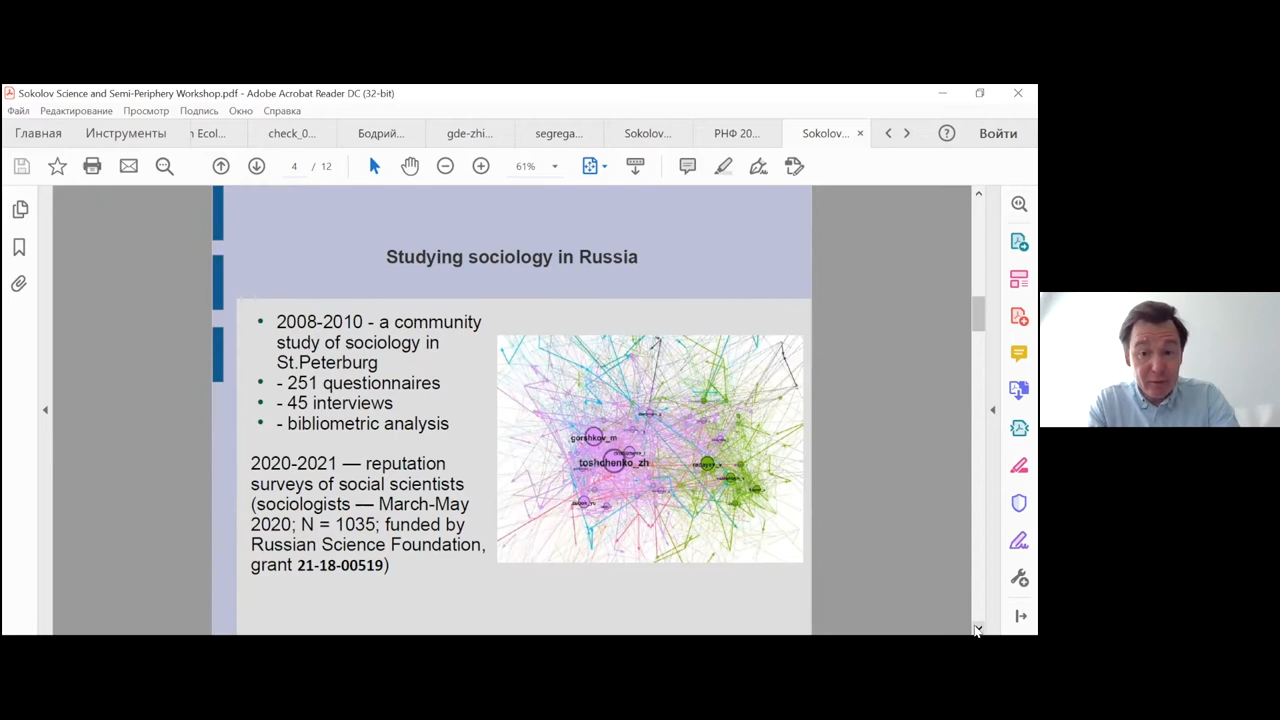 Sokolov Science and Semi-Periphery Workshop.pdf - Adobe Acrobat Reader DC (32-bit)
Файл Редактирование Просмотр Подпись Окно Справка
Главная Инструменты n Ecol... check_0... Бодрий... gde-zhi... segrega... Sokolov... РНФ 20... Sokolov... Войти
4 / 12 61%
Studying sociology in Russia
• 2008-2010 - a community
study of sociology in
St.Peterburg
• - 251 questionnaires
• - 45 interviews
• - bibliometric analysis
2020-2021 — reputation
surveys of social scientists
(sociologists — March-May
2020; N = 1035; funded by
Russian Science Foundation,
grant 21-18-00519)
gorshkov_m
toshchenko_zh